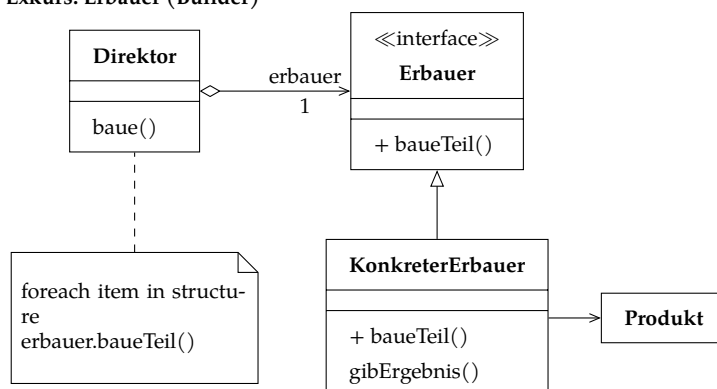 Exkurs: Erbauer (Builder)
Direktor
baue()
erbauer
1
≪interface≫
Erbauer
+ baueTeil()
foreach item in structu-
re
erbauer.baueTeil()
KonkreterErbauer
+ baueTeil()
gibErgebnis()
Produkt